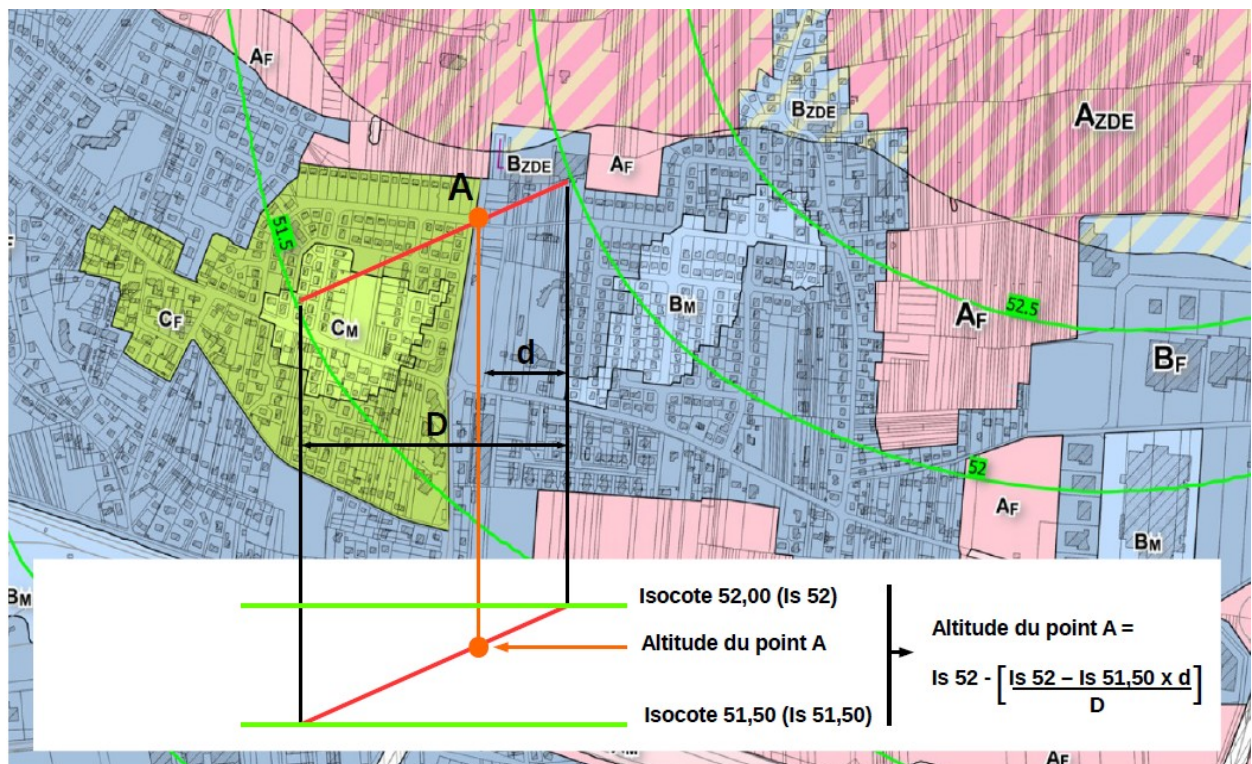 AF
AZDE
BZDE
BZDE
AF
A
51.5
52.5
CF
CM
BM
AF
BF
d
D
52
AF
BM
BM
Isocote 52,00 (Is 52)
Altitude du point A
Isocote 51,50 (Is 51,50)
Altitude du point A =
Is 52 - [Is 52 – Is 51,50 x d]
D
AF